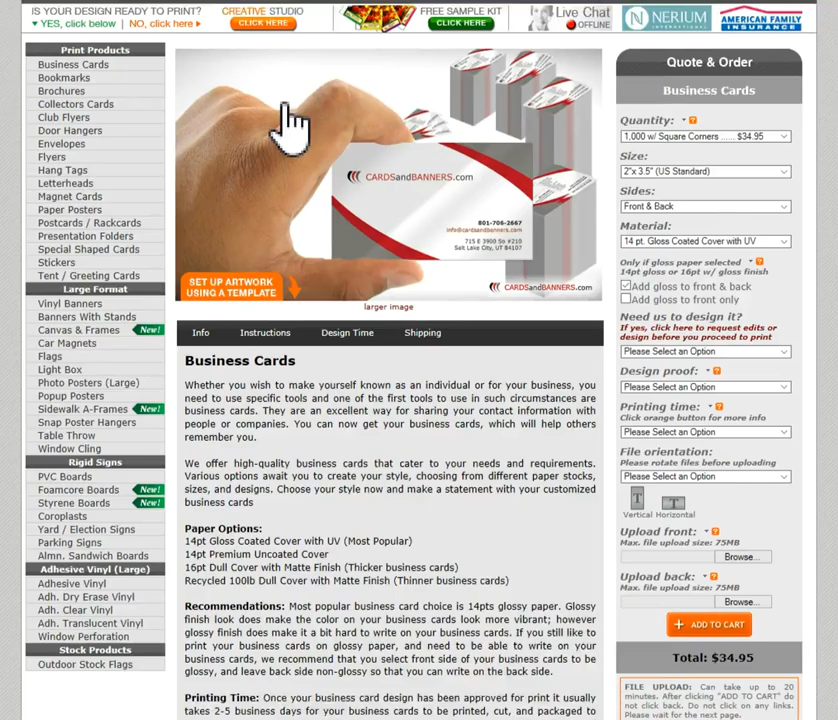 IS YOUR DESIGN READY TO PRINT?
YES, click below | NO, click here
CREATIVE STUDIO
CLICK HERE
FREE SAMPLE KIT
CLICK HERE
Live Chat
OFFLINE
NERIUM
INTERNATIONAL
AMERICAN FAMILY
INSURANCE
Print Products
Business Cards
Bookmarks
Brochures
Collectors Cards
Club Flyers
Door Hangers
Envelopes
Flyers
Hang Tags
Letterheads
Magnet Cards
Paper Posters
Postcards / Rackcards
Presentation Folders
Special Shaped Cards
Stickers
Tent / Greeting Cards
Large Format
Vinyl Banners
Banners With Stands
Canvas & Frames New!
Car Magnets
Flags
Light Box
Photo Posters (Large)
Popup Posters
Sidewalk A-Frames New!
Snap Poster Hangers
Table Throw
Window Cling
Rigid Signs
PVC Boards
Foamcore Boards New!
Styrene Boards New!
Coroplasts
Yard / Election Signs
Parking Signs
Almn. Sandwich Boards
Adhesive Vinyl (Large)
Adhesive Vinyl
Adh. Dry Erase Vinyl
Adh. Clear Vinyl
Adh. Translucent Vinyl
Window Perforation
Stock Products
Outdoor Stock Flags
CARDSandBANNERS.com
801-706-2667
info@cardsandbanners.com
715 E 3900 So #210
Salt Lake City, UT 84107
SET UP ARTWORK
USING A TEMPLATE
CARDSandBANNERS.com
larger image
Info Instructions Design Time Shipping
Business Cards
Whether you wish to make yourself known as an individual or for your business, you
need to use specific tools and one of the first tools to use in such circumstances are
business cards. They are an excellent way for sharing your contact information with
people or companies. You can now get your business cards, which will help others
remember you.
We offer high-quality business cards that cater to your needs and requirements.
Various options await you to create your style, choosing from different paper stocks,
sizes, and designs. Choose your style now and make a statement with your customized
business cards
Paper Options:
14pt Gloss Coated Cover with UV (Most Popular)
14pt Premium Uncoated Cover
16pt Dull Cover with Matte Finish (Thicker business cards)
Recycled 100lb Dull Cover with Matte Finish (Thinner business cards)
Recommendations: Most popular business card choice is 14pts glossy paper. Glossy
finish look does make the color on your business cards look more vibrant; however
glossy finish does make it a bit hard to write on your business cards. If you still like to
print your business cards on glossy paper, and need to be able to write on your
business cards, we recommend that you select front side of your business cards to be
glossy, and leave back side non-glossy so that you can write on the back side.
Printing Time: Once your business card design has been approved for print it usually
takes 2-5 business days for your business cards to be printed, cut, and packaged to
Quote & Order
Business Cards
Quantity: ?
1,000 w/ Square Corners ...... $34.95
Size:
2"x 3.5" (US Standard)
Sides:
Front & Back
Material:
14 pt. Gloss Coated Cover with UV
Only if gloss paper selected ?
14pt gloss or 16pt w/ gloss finish
Add gloss to front & back
Add gloss to front only
Need us to design it?
If yes, click here to request edits or
design before you proceed to print
Please Select an Option
Design proof: ?
Please Select an Option
Printing time: ?
Click orange button for more info
Please Select an Option
File orientation:
Please rotate files before uploading
Please Select an Option
T T
Vertical Horizontal
Upload front: ?
Max. file upload size: 75MB
Browse...
Upload back: ?
Max. file upload size: 75MB
Browse...
+ ADD TO CART
Total: $34.95
FILE UPLOAD: Can take up to 20
minutes. After clicking "ADD TO CART" do
not click back. Do not click on any links.
Please wait for the next page.